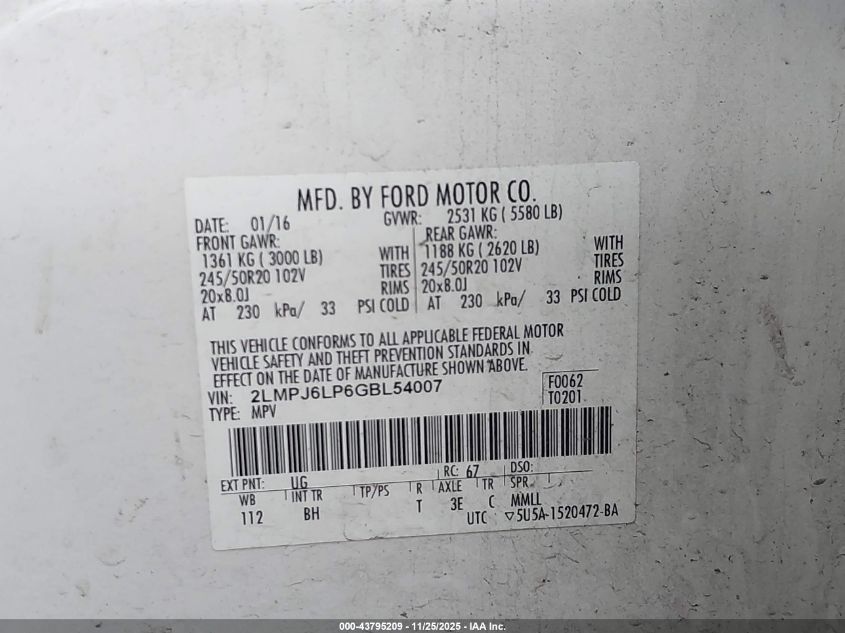 MFD. BY FORD MOTOR CO.
DATE: 01/16 GVWR: 2531 KG ( 5580 LB)
FRONT GAWR: REAR GAWR:
1361 KG ( 3000 LB) WITH 1188 KG ( 2620 LB) WITH
245/50R20 102V TIRES 245/50R20 102V TIRES
20x8.0J RIMS 20x8.0J RIMS
AT 230 kPa/ 33 PSI COLD AT 230 kPa/ 33 PSI COLD
THIS VEHICLE CONFORMS TO ALL APPLICABLE FEDERAL MOTOR
VEHICLE SAFETY AND THEFT PREVENTION STANDARDS IN
EFFECT ON THE DATE OF MANUFACTURE SHOWN ABOVE.
VIN: 2LMPJ6LP6GBL54007 F0062
TYPE: MPV T0201
EXT PNT: UG RC: 67 DSO:
WB INT TR TP/PS R AXLE TR SPR
112 BH T 3E C MMLL
UTC ▽5U5A-1520472-BA
000-43795209 - 11/25/2025 - IAA Inc.